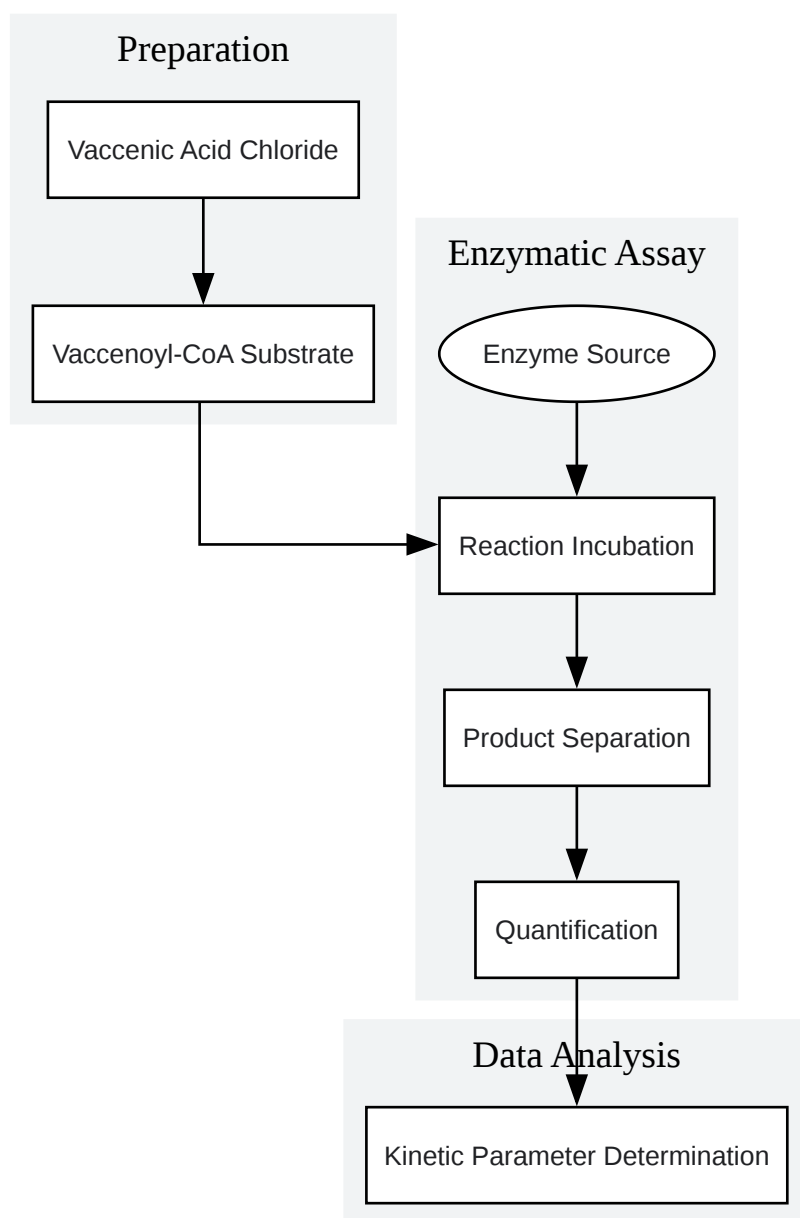 Preparation
Vaccenic Acid Chloride
Vaccenoyl-CoA Substrate
Enzymatic Assay
Enzyme Source
Reaction Incubation
Product Separation
Quantification
Data Analysis
Kinetic Parameter Determination